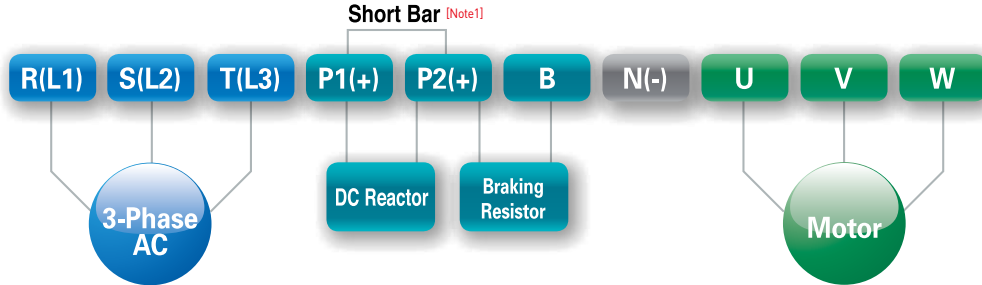 Short Bar [Note1]
R(L1) S(L2) T(L3) P1(+) P2(+) B N(-) U V W
3-Phase
AC
DC Reactor
Braking
Resistor
Motor